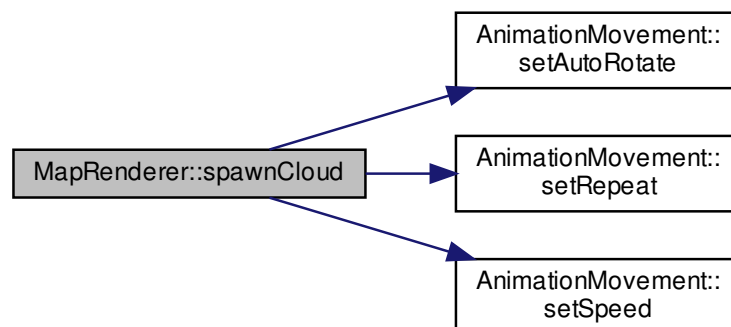 AnimationMovement::
setAutoRotate
MapRenderer::spawnCloud
AnimationMovement::
setRepeat
AnimationMovement::
setSpeed